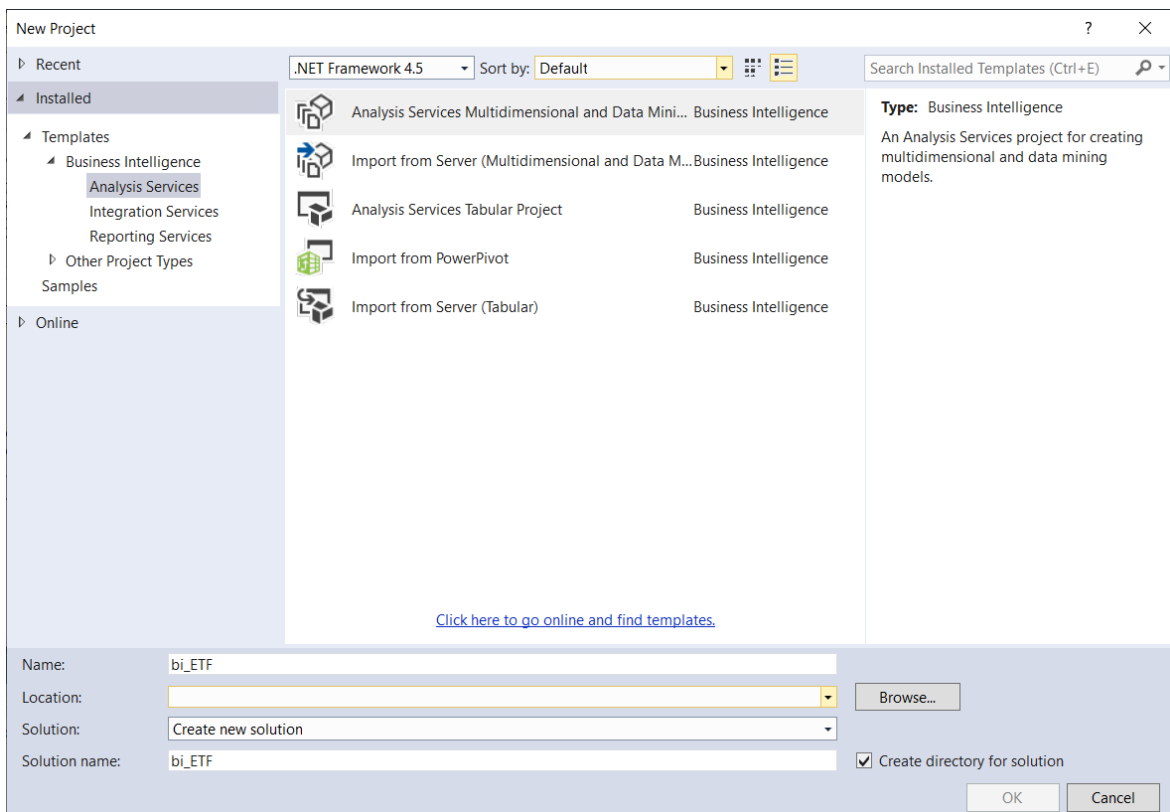 New Project
?
Recent
.NET Framework 4.5
Sort by: Default
Search Installed Templates (Ctrl+E)
Installed
Templates
Business Intelligence
Analysis Services
Integration Services
Reporting Services
Other Project Types
Samples
Online
Analysis Services Multidimensional and Data Mini... Business Intelligence
Import from Server (Multidimensional and Data M... Business Intelligence
Analysis Services Tabular Project Business Intelligence
Import from PowerPivot Business Intelligence
Import from Server (Tabular) Business Intelligence
Click here to go online and find templates.
Type: Business Intelligence
An Analysis Services project for creating
multidimensional and data mining
models.
Name: bi_ETF
Location:
Browse...
Solution: Create new solution
Solution name: bi_ETF
Create directory for solution
OK
Cancel